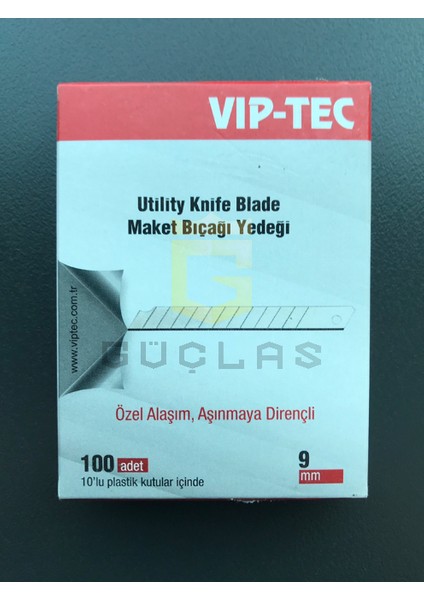 VIP-TEC
Utility Knife Blade
Maket Bıçağı Yedeği
www.viptec.com.tr
GÜÇLAS
Özel Alaşım, Aşınmaya Dirençli
100 adet
10'lu plastik kutular içinde
9
mm